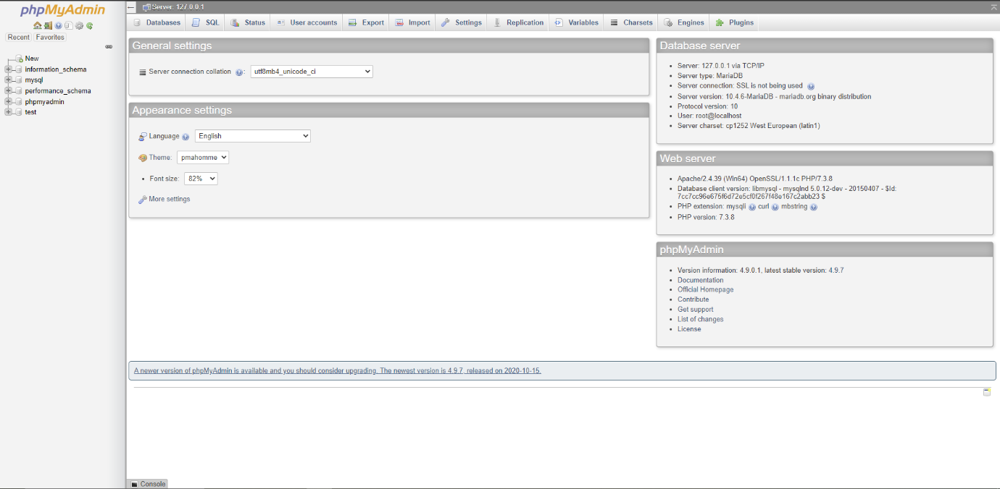 phpMyAdmin
Recent Favorites
New
information_schema
mysql
performance_schema
phpmyadmin
test
Server: 127.0.0.1
Databases SQL Status User accounts Export Import Settings Replication Variables Charsets Engines Plugins
General settings
Server connection collation : utf8mb4_unicode_ci
Appearance settings
Language English
Theme: pmahomme
• Font size: 82%
More settings
Database server
• Server: 127.0.0.1 via TCP/IP
• Server type: MariaDB
• Server connection: SSL is not being used
• Server version: 10.4.6-MariaDB - mariadb.org binary distribution
• Protocol version: 10
• User: root@localhost
• Server charset: cp1252 West European (latin1)
Web server
• Apache/2.4.39 (Win64) OpenSSL/1.1.1c PHP/7.3.8
• Database client version: libmysql - mysqlnd 5.0.12-dev - 20150407 - $Id:
7cc7cc96e675f6d72e5cf0f267f48e167c2abb23 $
• PHP extension: mysqli curl mbstring
• PHP version: 7.3.8
phpMyAdmin
• Version information: 4.9.0.1, latest stable version: 4.9.7
• Documentation
• Official Homepage
• Contribute
• Get support
• List of changes
• License
A newer version of phpMyAdmin is available and you should consider upgrading. The newest version is 4.9.7, released on 2020-10-15.
Console